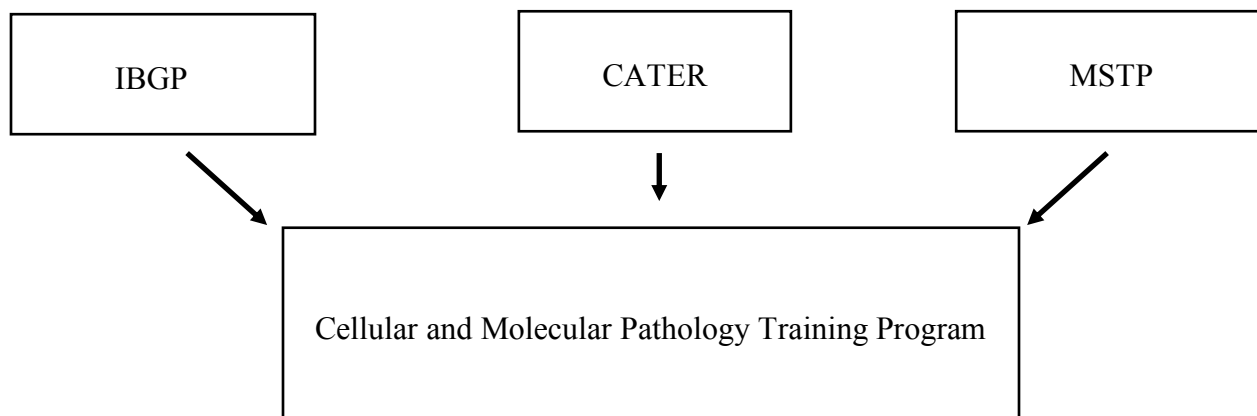 IBGP
CATER
MSTP
Cellular and Molecular Pathology Training Program